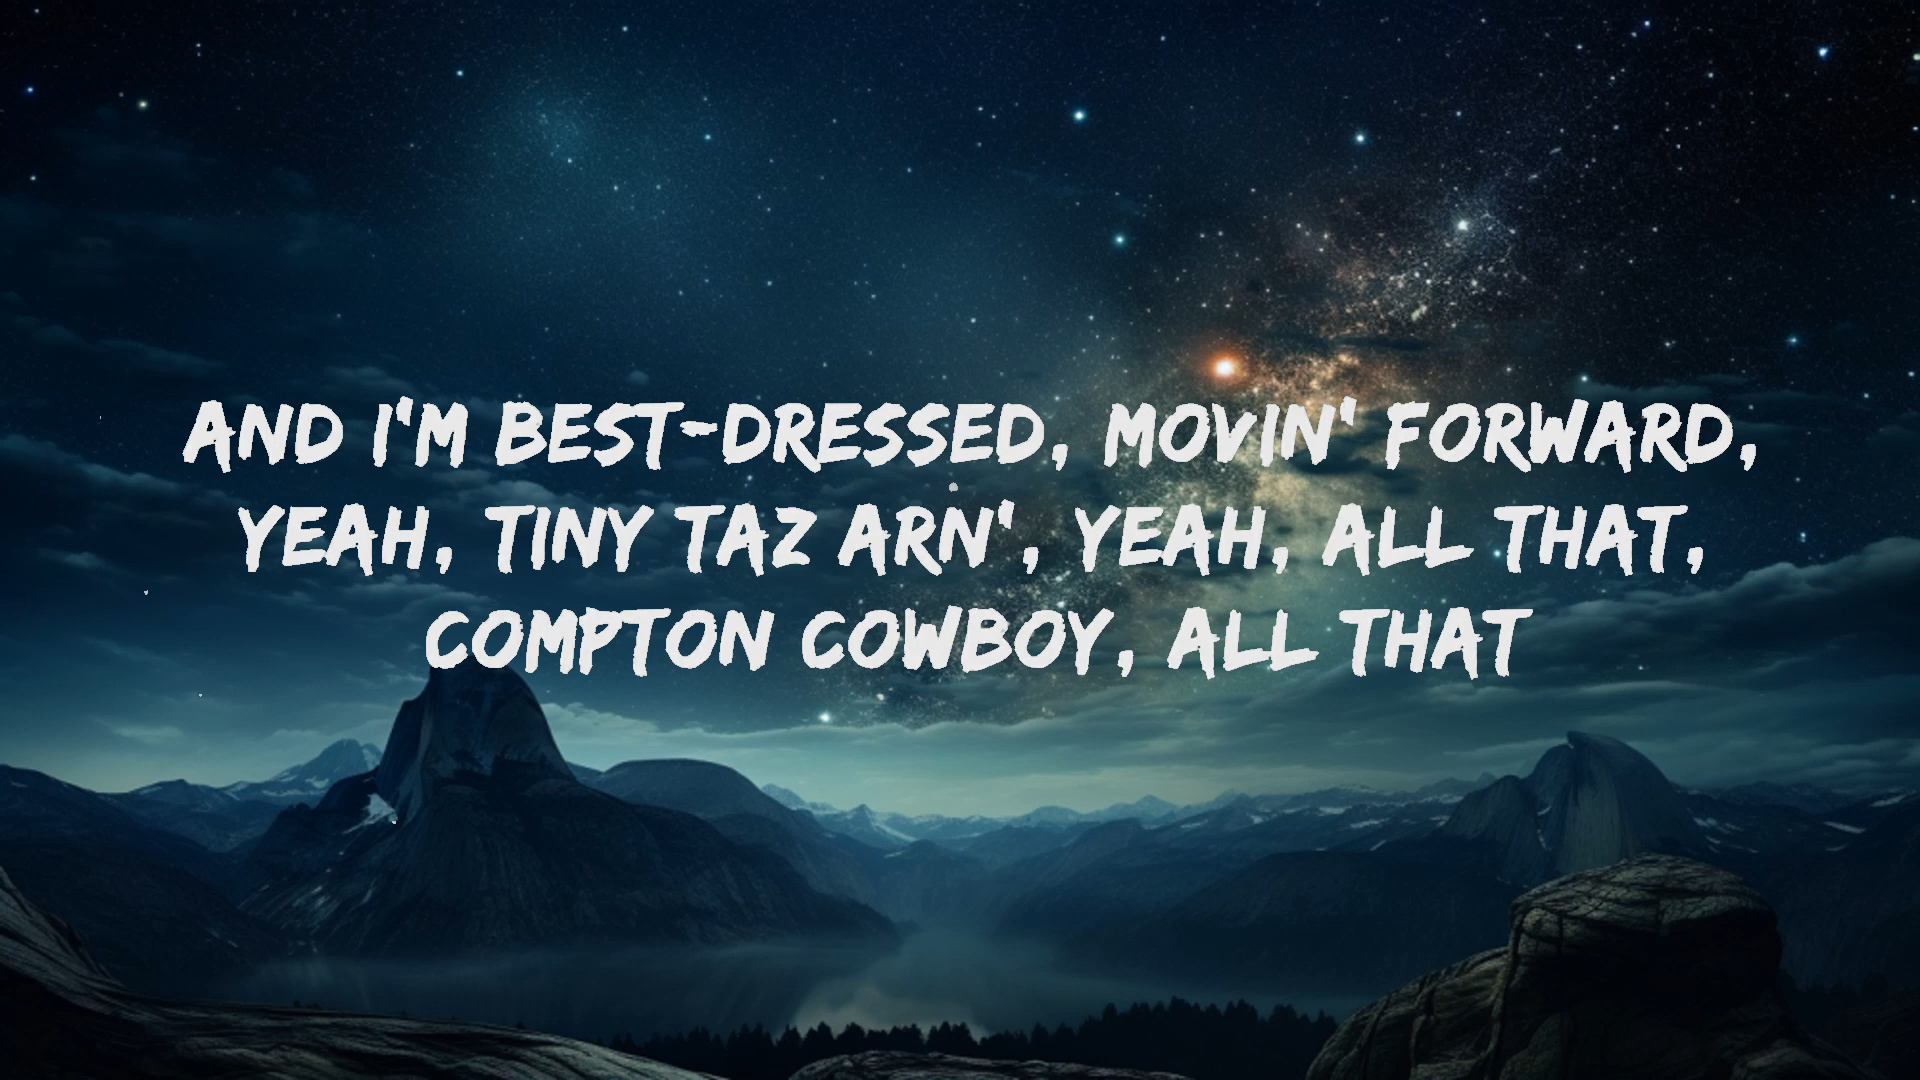 AND I'M BEST-DRESSED, MOVIN' FORWARD,
YEAH, TINY TAZ ARN', YEAH, ALL THAT,
COMPTON COWBOY, ALL THAT